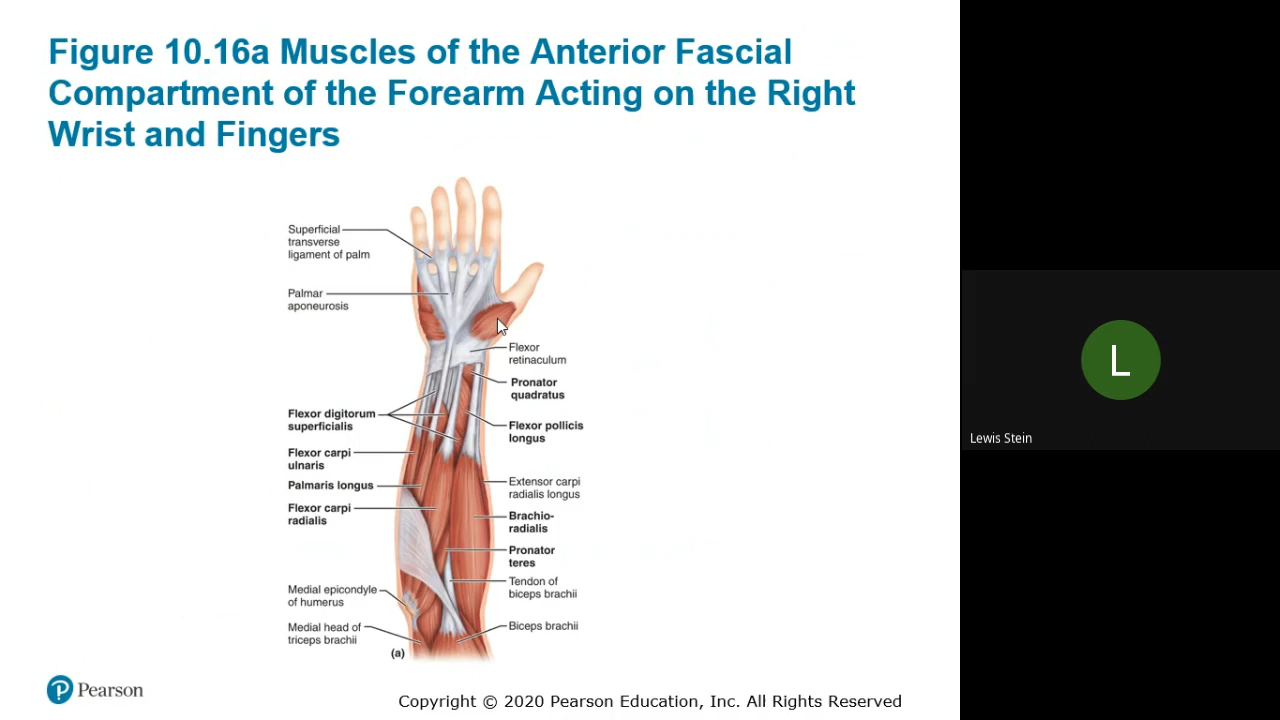 Figure 10.16a Muscles of the Anterior Fascial
Compartment of the Forearm Acting on the Right
Wrist and Fingers
Superficial
transverse
ligament of palm
Palmar
aponeurosis
Flexor digitorum
superficialis
Flexor carpi
ulnaris
Palmaris longus
Flexor carpi
radialis
Medial epicondyle
of humerus
Medial head of
triceps brachii
(a)
Flexor
retinaculum
Pronator
quadratus
Flexor pollicis
longus
Extensor carpi
radialis longus
Brachio-
radialis
Pronator
teres
Tendon of
biceps brachii
Biceps brachii
P Pearson
Copyright © 2020 Pearson Education, Inc. All Rights Reserved
L
Lewis Stein